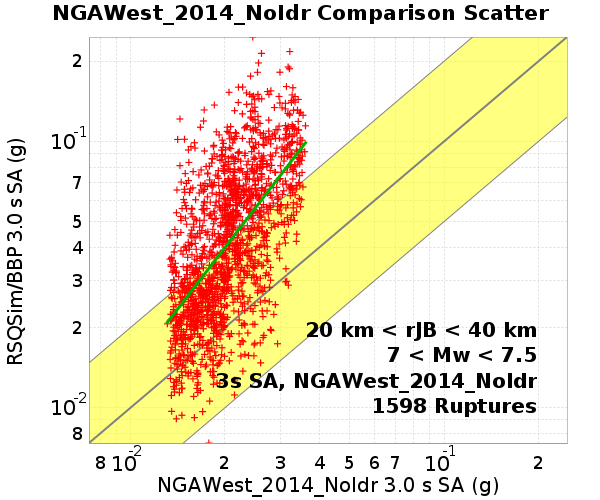 NGAWest_2014_NoIdr Comparison Scatter
RSQSim/BBP 3.0 s SA (g)
2
10^-1
7
5
4
3
2
10^-2
8
20 km < rJB < 40 km
7 < Mw < 7.5
3s SA, NGAWest_2014_NoIdr
1598 Ruptures
8 10^-2 2 3 4 5 6 7 10^-1 2
NGAWest_2014_NoIdr 3.0 s SA (g)